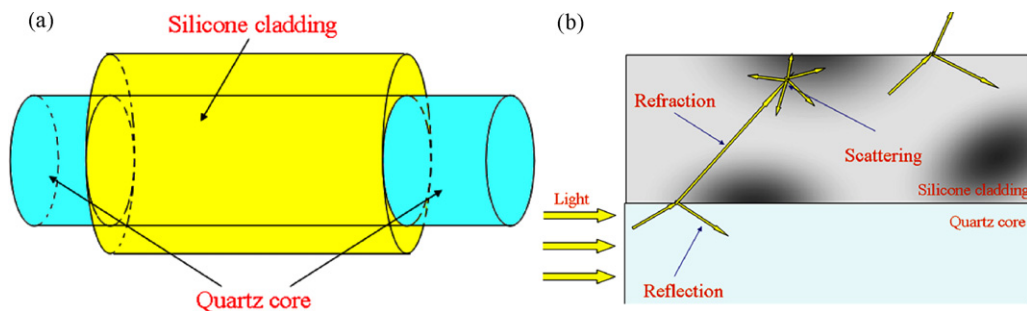 (a)
Silicone cladding
Quartz core
(b)
Refraction
Scattering
Silicone cladding
Light
Quartz core
Reflection